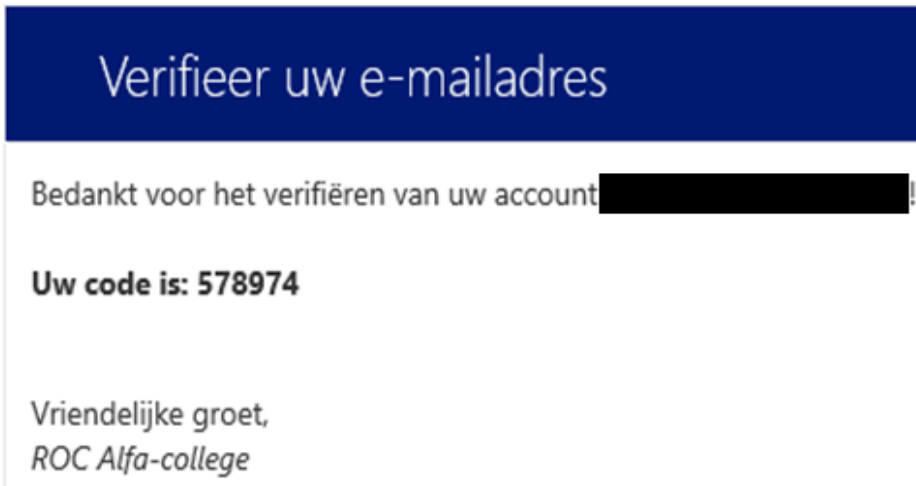 Verifieer uw e-mailadres
Bedankt voor het verifiëren van uw account !
Uw code is: 578974
Vriendelijke groet,
ROC Alfa-college